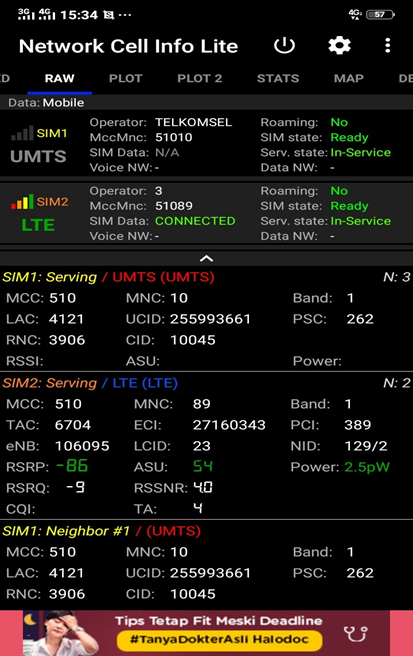 3G 4G 15:34 ··· 4G 57
Network Cell Info Lite
D RAW PLOT PLOT 2 STATS MAP DE
Data: Mobile
SIM1 Operator: TELKOMSEL Roaming: No
MccMnc: 51010 SIM state: Ready
UMTS SIM Data: N/A Serv. state: In-Service
Voice NW: - Data NW: -
SIM2 Operator: 3 Roaming: No
MccMnc: 51089 SIM state: Ready
LTE SIM Data: CONNECTED Serv. state: In-Service
Voice NW: - Data NW: -
SIM1: Serving / UMTS (UMTS) N: 3
MCC: 510 MNC: 10 Band: 1
LAC: 4121 UCID: 255993661 PSC: 262
RNC: 3906 CID: 10045
RSSI: ASU: Power:
SIM2: Serving / LTE (LTE) N: 2
MCC: 510 MNC: 89 Band: 1
TAC: 6704 ECI: 27160343 PCI: 389
eNB: 106095 LCID: 23 NID: 129/2
RSRP: -86 ASU: 54 Power: 2.5pW
RSRQ: -9 RSSNR: 4.0
CQI: TA: 4
SIM1: Neighbor #1 / (UMTS)
MCC: 510 MNC: 10 Band: 1
LAC: 4121 UCID: 255993661 PSC: 262
RNC: 3906 CID: 10045
Tips Tetap Fit Meski Deadline
#TanyaDokterAsli Halodoc